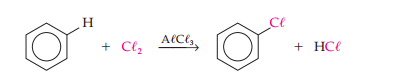 H + Cℓ₂ AℓCℓ₃, Cℓ + HCℓ